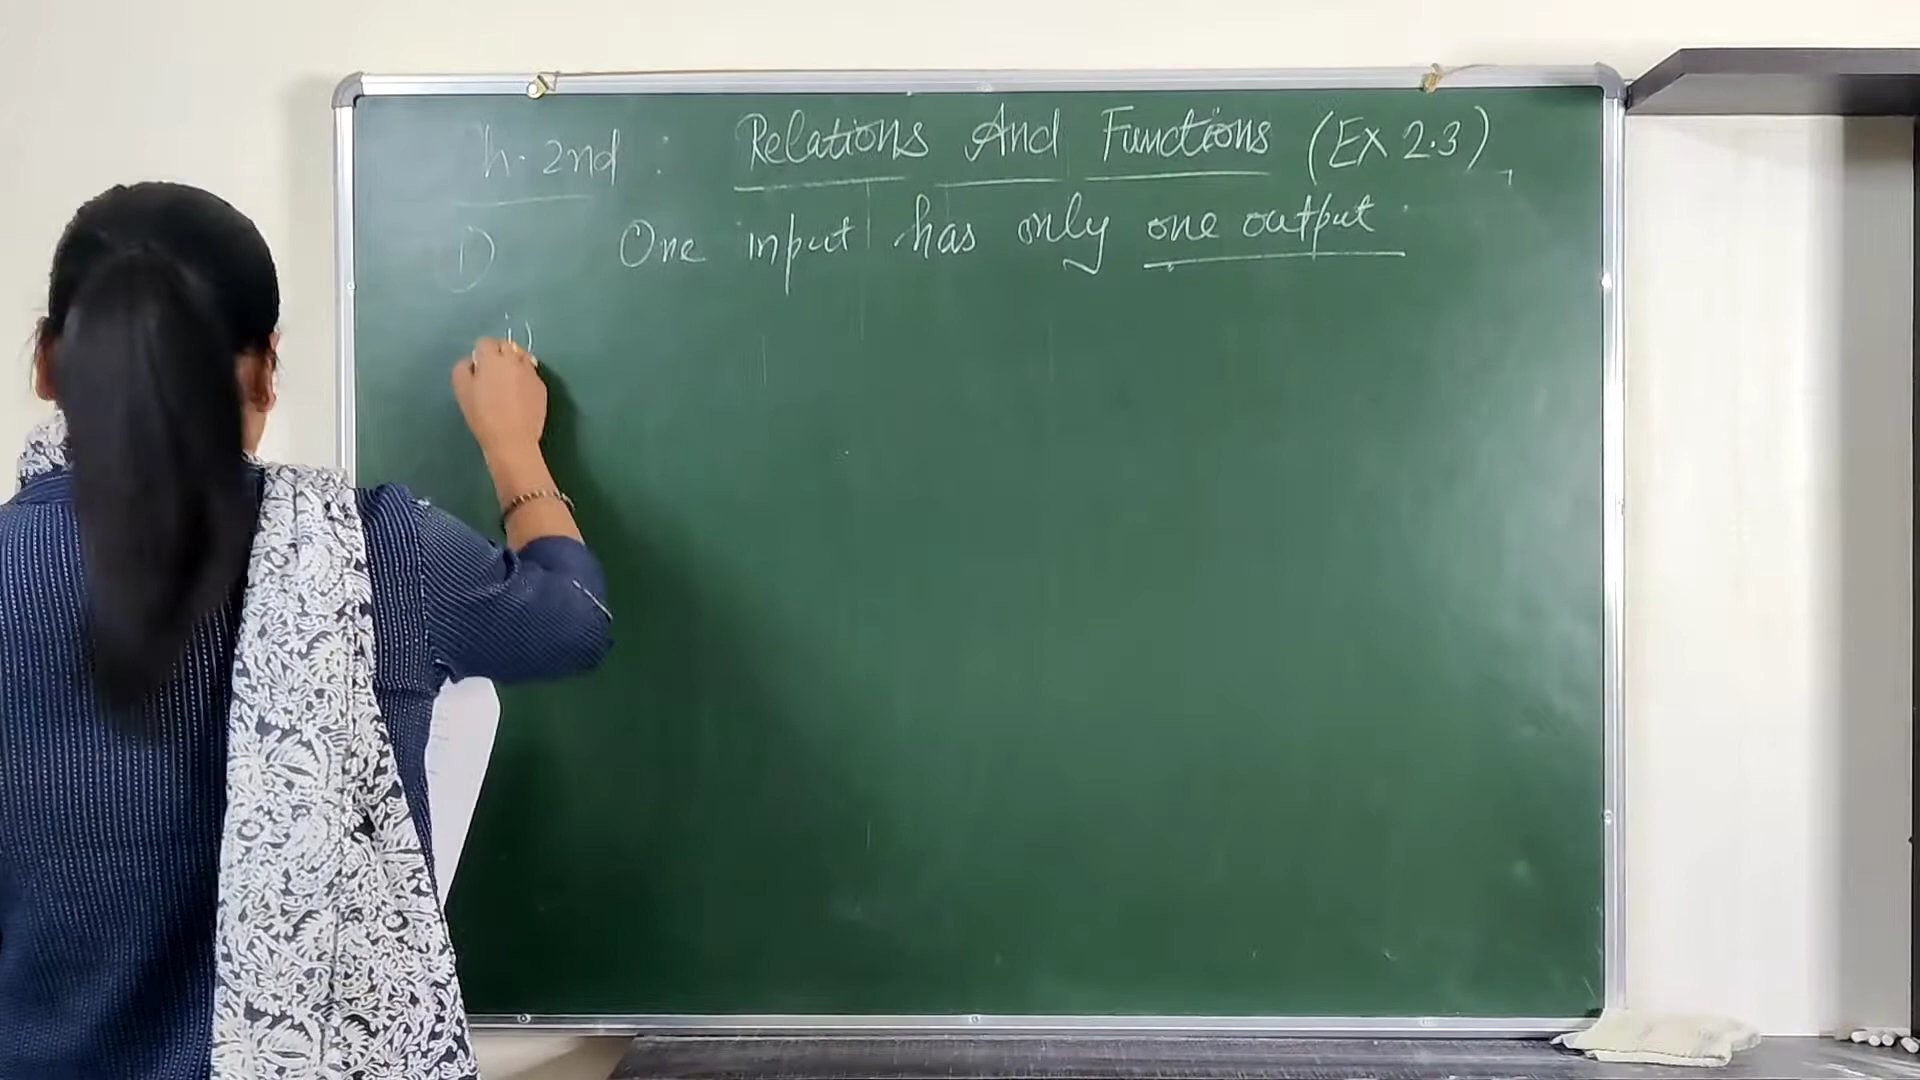 h. 2nd : Relations And Functions (Ex 2.3)
1) One input has only one output
i)